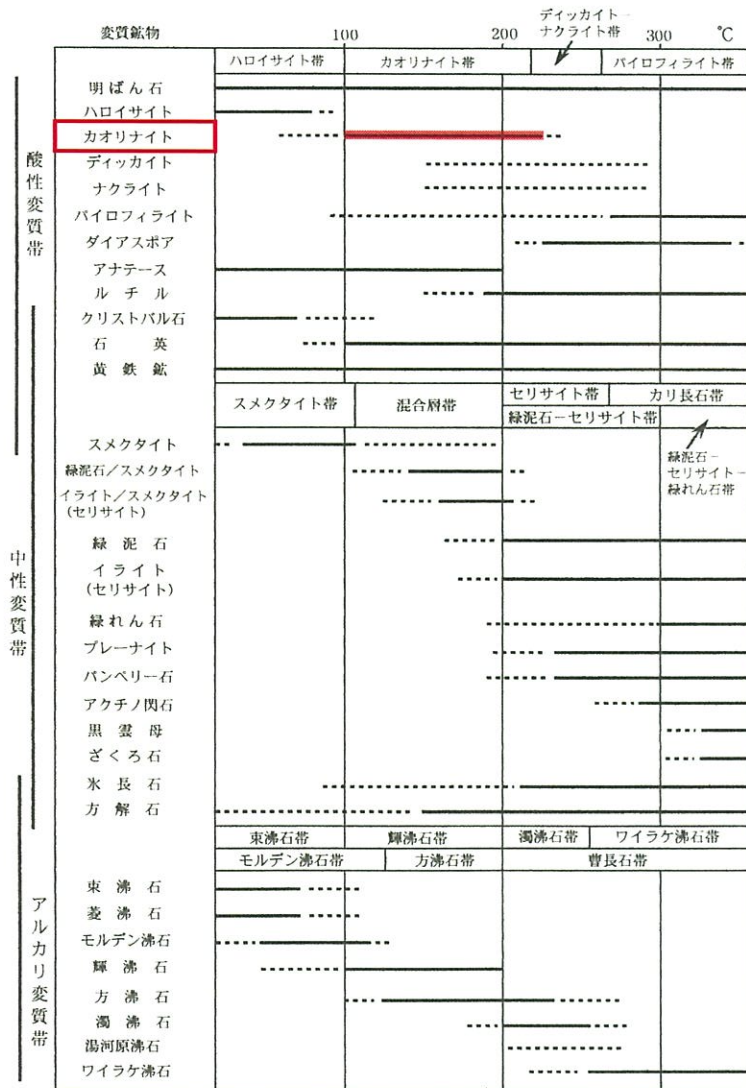 変質鉱物
100
200
300
℃
ディッカイト－
ナクライト帯
ハロイサイト帯
カオリナイト帯
パイロフィライト帯
酸性変質帯
明ばん石
ハロイサイト
カオリナイト
ディッカイト
ナクライト
パイロフィライト
ダイアスポア
アナテース
ルチル
クリストバル石
石英
黄鉄鉱
スメクタイト帯
混合層帯
セリサイト帯
カリ長石帯
緑泥石－セリサイト帯
緑泥石－
セリサイト－
緑れん石帯
中性変質帯
スメクタイト
緑泥石/スメクタイト
イライト/スメクタイト
(セリサイト)
緑泥石
イライト
(セリサイト)
緑れん石
プレーナイト
パンペリー石
アクチノ閃石
黒雲母
ざくろ石
氷長石
方解石
束沸石帯
輝沸石帯
濁沸石帯
ワイラケ沸石帯
モルデン沸石帯
方沸石帯
曹長石帯
アルカリ変質帯
束沸石
菱沸石
モルデン沸石
輝沸石
方沸石
濁沸石
湯河原沸石
ワイラケ沸石